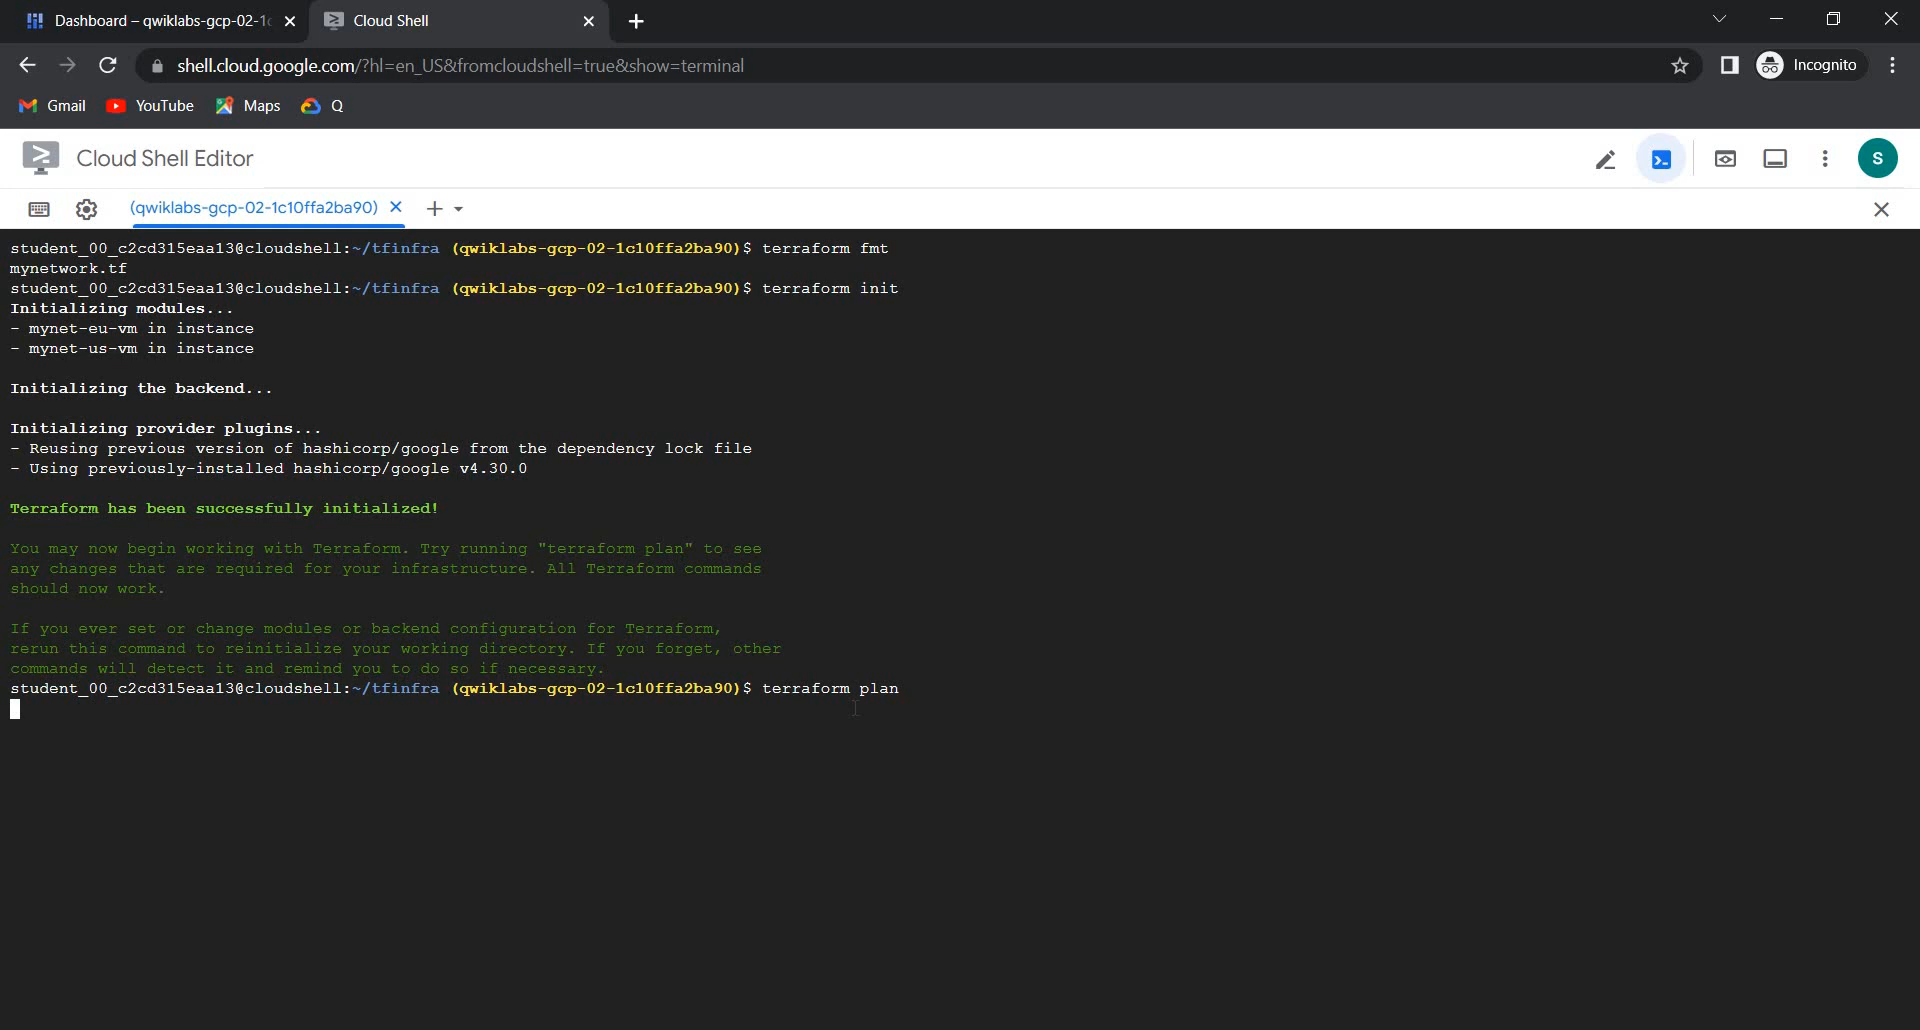 Dashboard – qwiklabs-gcp-02-1c
Cloud Shell
shell.cloud.google.com/?hl=en_US&fromcloudshell=true&show=terminal
Incognito
Gmail
YouTube
Maps
Q
Cloud Shell Editor
S
(qwiklabs-gcp-02-1c10ffa2ba90)
student_00_c2cd315eaa13@cloudshell:~/tfinfra (qwiklabs-gcp-02-1c10ffa2ba90)$ terraform fmt
mynetwork.tf
student_00_c2cd315eaa13@cloudshell:~/tfinfra (qwiklabs-gcp-02-1c10ffa2ba90)$ terraform init
Initializing modules...
- mynet-eu-vm in instance
- mynet-us-vm in instance
Initializing the backend...
Initializing provider plugins...
- Reusing previous version of hashicorp/google from the dependency lock file
- Using previously-installed hashicorp/google v4.30.0
Terraform has been successfully initialized!
You may now begin working with Terraform. Try running "terraform plan" to see
any changes that are required for your infrastructure. All Terraform commands
should now work.
If you ever set or change modules or backend configuration for Terraform,
rerun this command to reinitialize your working directory. If you forget, other
commands will detect it and remind you to do so if necessary.
student_00_c2cd315eaa13@cloudshell:~/tfinfra (qwiklabs-gcp-02-1c10ffa2ba90)$ terraform plan